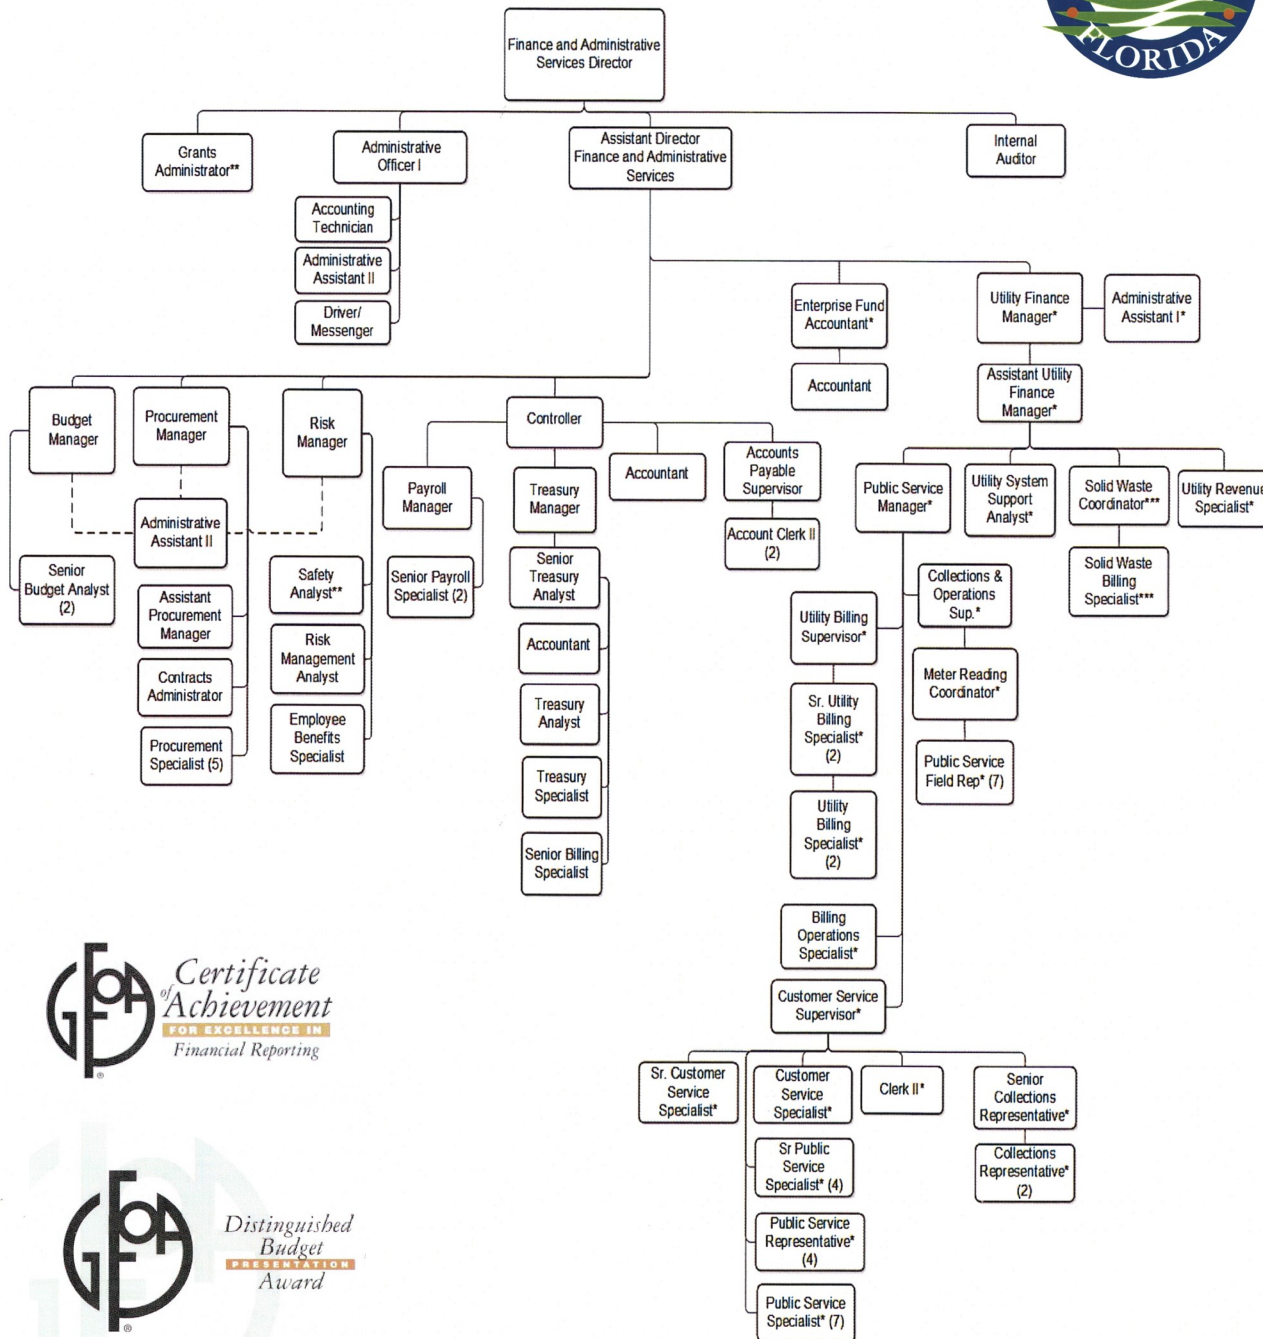 FLORIDA
Finance and Administrative
Services Director
Grants
Administrator**
Administrative
Officer I
Assistant Director
Finance and Administrative
Services
Internal
Auditor
Accounting
Technician
Administrative
Assistant II
Driver/
Messenger
Enterprise Fund
Accountant*
Utility Finance
Manager*
Administrative
Assistant I*
Accountant
Assistant Utility
Finance
Manager*
Budget
Manager
Procurement
Manager
Risk
Manager
Controller
Payroll
Manager
Treasury
Manager
Accountant
Accounts
Payable
Supervisor
Public Service
Manager*
Utility System
Support
Analyst*
Solid Waste
Coordinator***
Utility Revenue
Specialist*
Administrative
Assistant II
Account Clerk II
(2)
Senior
Budget Analyst
(2)
Safety
Analyst**
Senior Payroll
Specialist (2)
Senior
Treasury
Analyst
Solid Waste
Billing
Specialist***
Collections &
Operations
Sup.*
Assistant
Procurement
Manager
Risk
Management
Analyst
Accountant
Utility Billing
Supervisor*
Meter Reading
Coordinator*
Contracts
Administrator
Employee
Benefits
Specialist
Treasury
Analyst
Sr. Utility
Billing
Specialist*
(2)
Procurement
Specialist (5)
Treasury
Specialist
Public Service
Field Rep* (7)
Utility
Billing
Specialist*
(2)
Senior Billing
Specialist
Billing
Operations
Specialist*
Customer Service
Supervisor*
Sr. Customer
Service
Specialist*
Customer
Service
Specialist*
Clerk II*
Senior
Collections
Representative*
Sr Public
Service
Specialist* (4)
Collections
Representative*
(2)
Public Service
Representative*
(4)
Public Service
Specialist* (7)
GFOA
®
Certificate
of Achievement
FOR EXCELLENCE IN
Financial Reporting
GFOA
®
Distinguished
Budget
PRESENTATION
Award